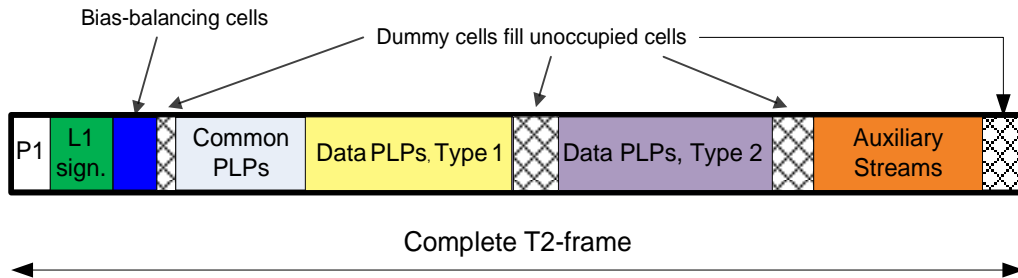 Bias-balancing cells
Dummy cells fill unoccupied cells
P1
L1
sign.
Common
PLPs
Data PLPs, Type 1
Data PLPs, Type 2
Auxiliary
Streams
Complete T2-frame